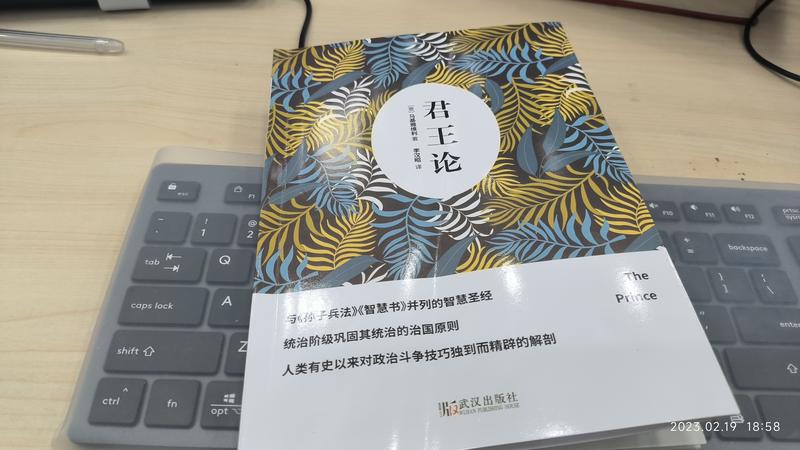 君王论
[意]马基雅维利 著
李汉昭 译
The
Prince
与《孙子兵法》《智慧书》并列的智慧圣经
统治阶级巩固其统治的治国原则
人类有史以来对政治斗争技巧独到而精辟的解剖
武汉出版社
WUHAN PUBLISHING HOUSE
esc
F1
F10
F11
F12
prtsc
! 1
@ 2
backspace
tab
Q
caps lock
A
enter
shift
Z
ctrl
fn
opt
2023.02.19 18:58